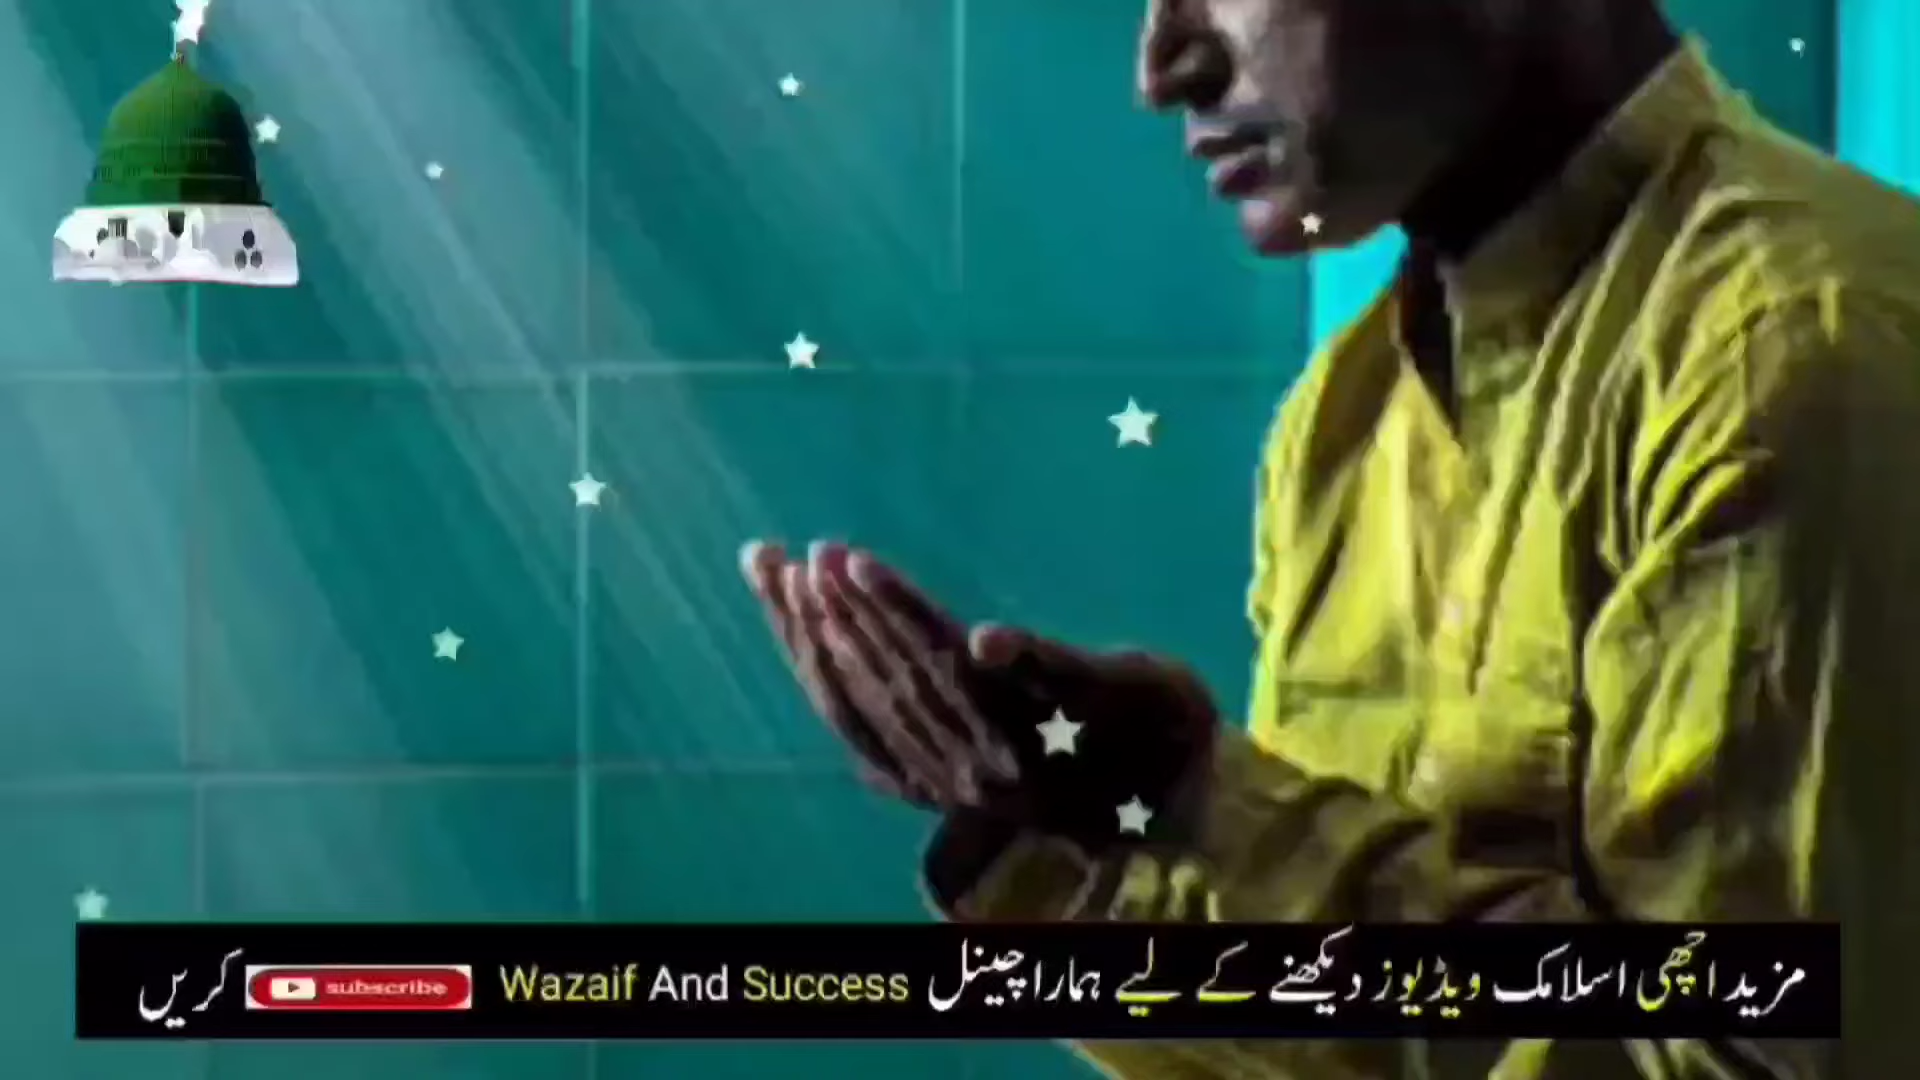 مزید اچھی اسلامک ویڈیوز دیکھنے کے لیے ہمارا چینل Wazaif And Success subscribe کریں